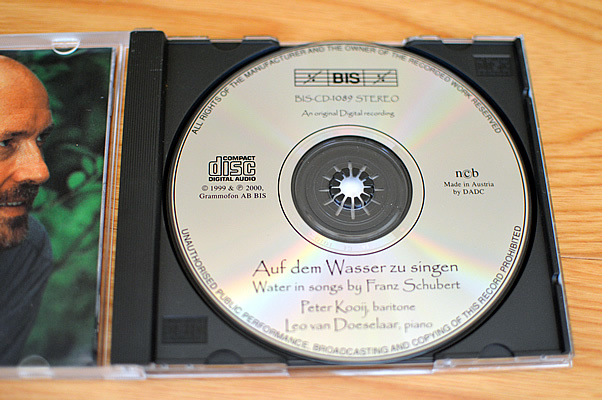 ALL RIGHTS OF THE MANUFACTURER AND THE OWNER OF THE RECORDED WORK RESERVED
BIS
BIS-CD-1089 STEREO
An original Digital recording
COMPACT
disc
DIGITAL AUDIO
© 1999 & ℗ 2000,
Grammofon AB BIS
ncb
Made in Austria
by DADC
Auf dem Wasser zu singen
Water in songs by Franz Schubert
Peter Kooij, baritone
Leo van Doeselaar, piano
UNAUTHORISED PUBLIC PERFORMANCE, BROADCASTING AND COPYING OF THIS RECORD PROHIBITED